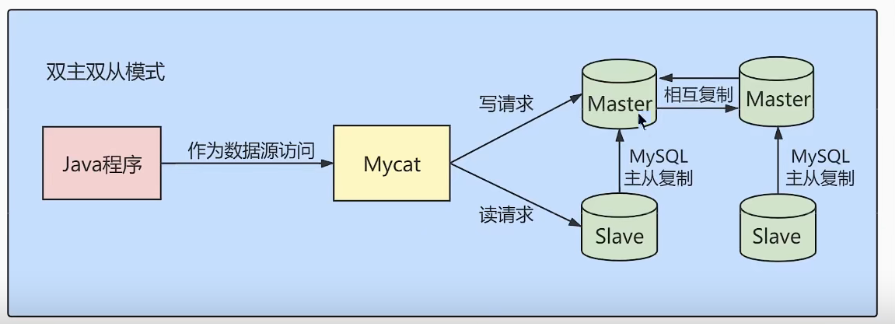 双主双从模式
Java程序
作为数据源访问
Mycat
写请求
读请求
Master
相互复制
Master
MySQL
主从复制
MySQL
主从复制
Slave
Slave